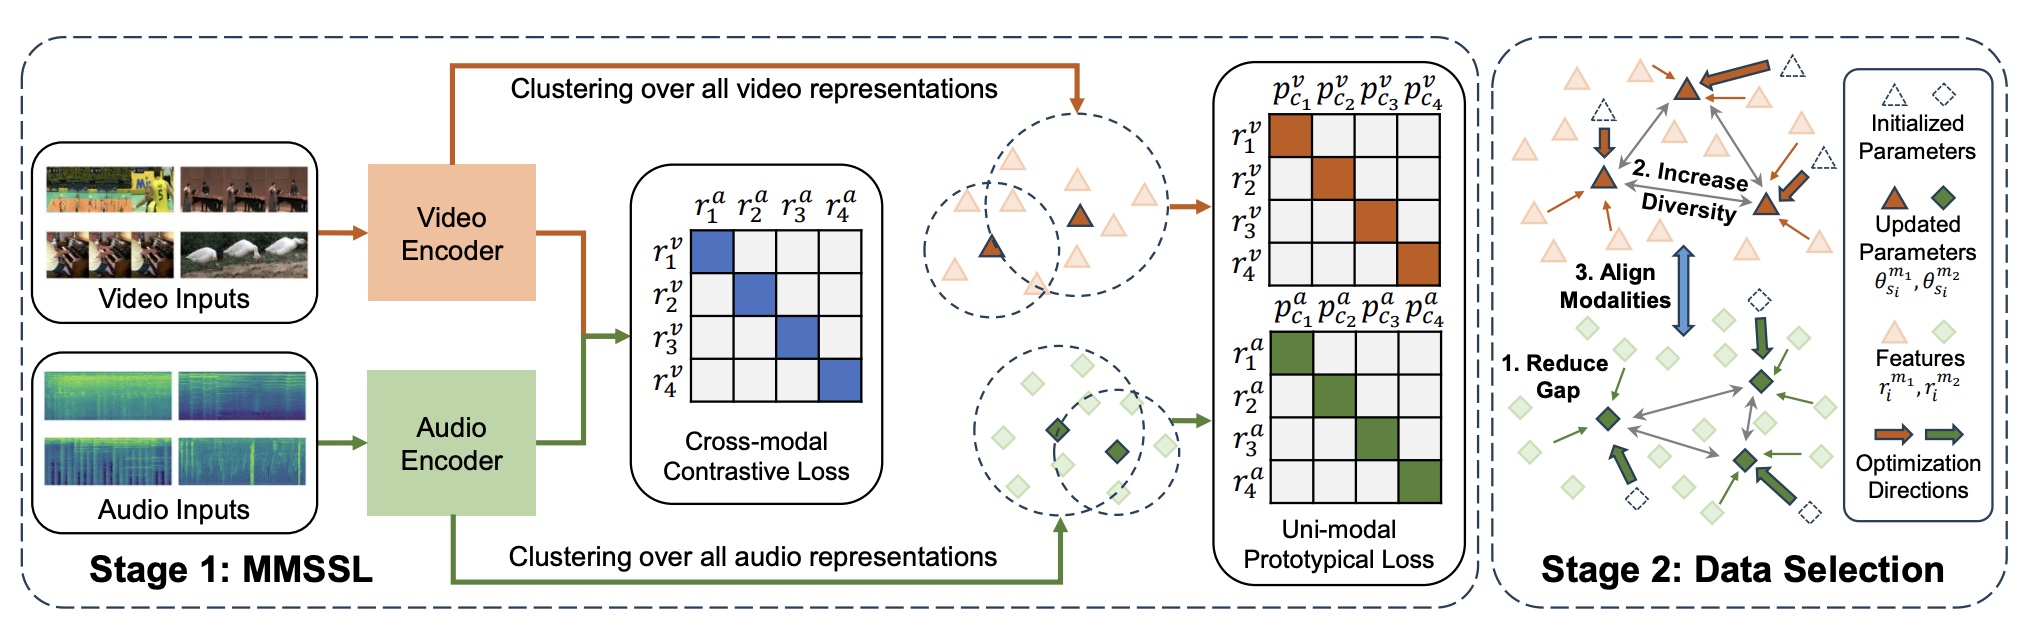 Clustering over all video representations
Video Inputs
Audio Inputs
Video
Encoder
Audio
Encoder
r_1^a r_2^a r_3^a r_4^a
r_1^v
r_2^v
r_3^v
r_4^v
Cross-modal
Contrastive Loss
Clustering over all audio representations
Stage 1: MMSSL
p_{c_1}^v p_{c_2}^v p_{c_3}^v p_{c_4}^v
r_1^v
r_2^v
r_3^v
r_4^v
p_{c_1}^a p_{c_2}^a p_{c_3}^a p_{c_4}^a
r_1^a
r_2^a
r_3^a
r_4^a
Uni-modal
Prototypical Loss
2. Increase
Diversity
3. Align
Modalities
1. Reduce
Gap
Initialized
Parameters
Updated
Parameters
θ_{s_i}^{m_1}, θ_{s_i}^{m_2}
Features
r_i^{m_1}, r_i^{m_2}
Optimization
Directions
Stage 2: Data Selection